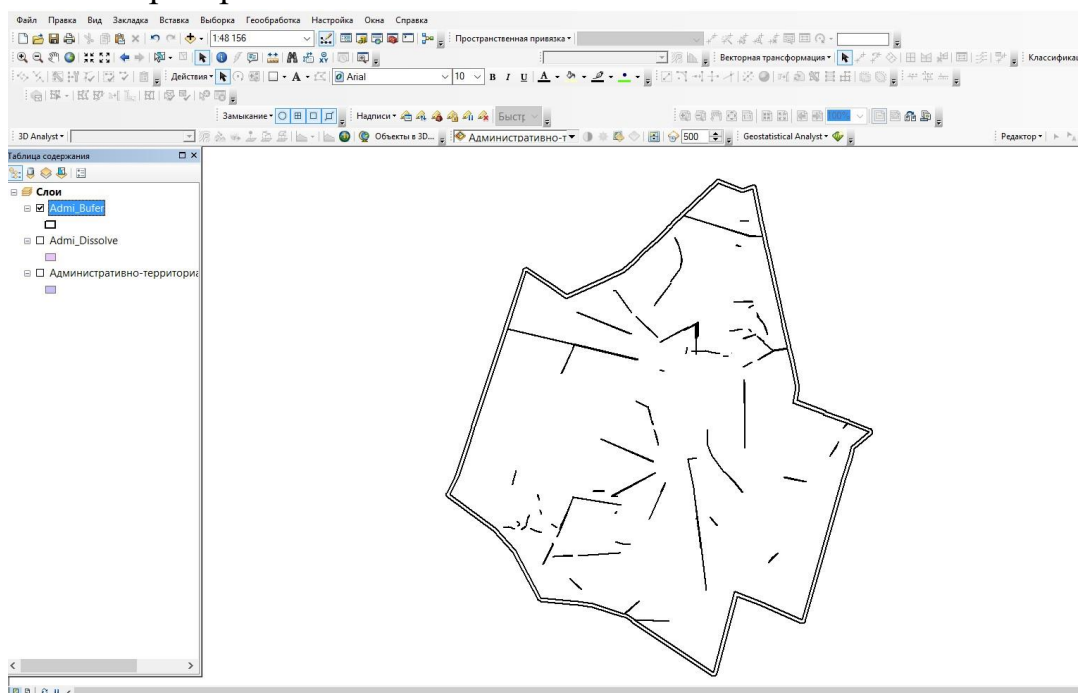 Файл Правка Вид Закладка Вставка Выборка Геообработка Настройка Окна Справка
1:48 156 Пространственная привязка
Векторная трансформация Классифика
Действия A Arial 10 B I U A
Замыкание Надписи Быст 100%
3D Analyst Объекты в 3D... Административно-т 500 Geostatistical Analyst Редактор
Таблица содержания
Слои
Admi_Bufer
Admi_Dissolve
Административно-территориа